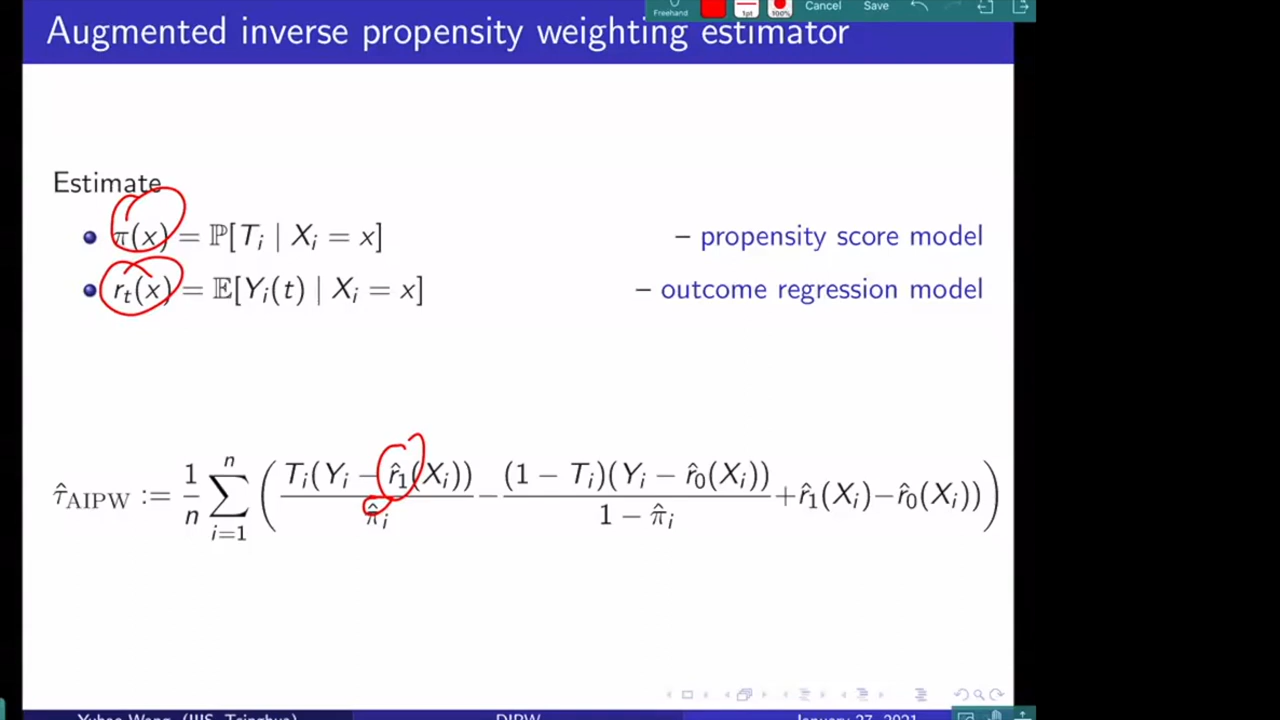 Freehand 1pt 100% Cancel Save
Augmented inverse propensity weighting estimator
Estimate
π(x) = ℙ[T_i | X_i = x] – propensity score model
r_t(x) = 𝔼[Y_i(t) | X_i = x] – outcome regression model
τ̂_AIPW := 1/n ∑_{i=1}^{n} ( T_i(Y_i − r̂_1(X_i)) / π̂_i − (1 − T_i)(Y_i − r̂_0(X_i)) / (1 − π̂_i) + r̂_1(X_i) − r̂_0(X_i) )
Yuhao Wang (IIIS, Tsinghua) DIPW January 27, 2021